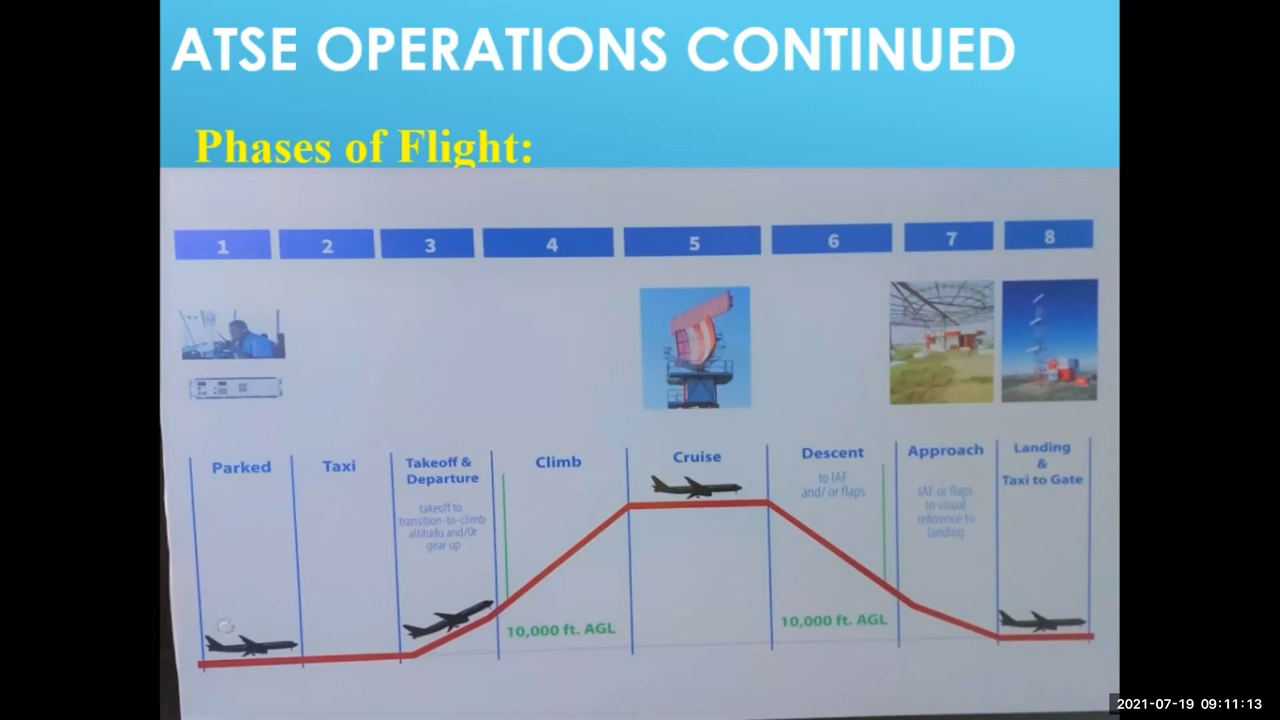 ATSE OPERATIONS CONTINUED
Phases of Flight:
1 2 3 4 5 6 7 8
Parked
Taxi
Takeoff &
Departure
takeoff to
transition-to-climb
altitudu and/0r
gear up
Climb
10,000 ft. AGL
Cruise
Descent
to IAF
and/ or flaps
10,000 ft. AGL
Approach
IAF or flaps
to visual
reference to
landing
Landing
&
Taxi to Gate
2021-07-19 09:11:13